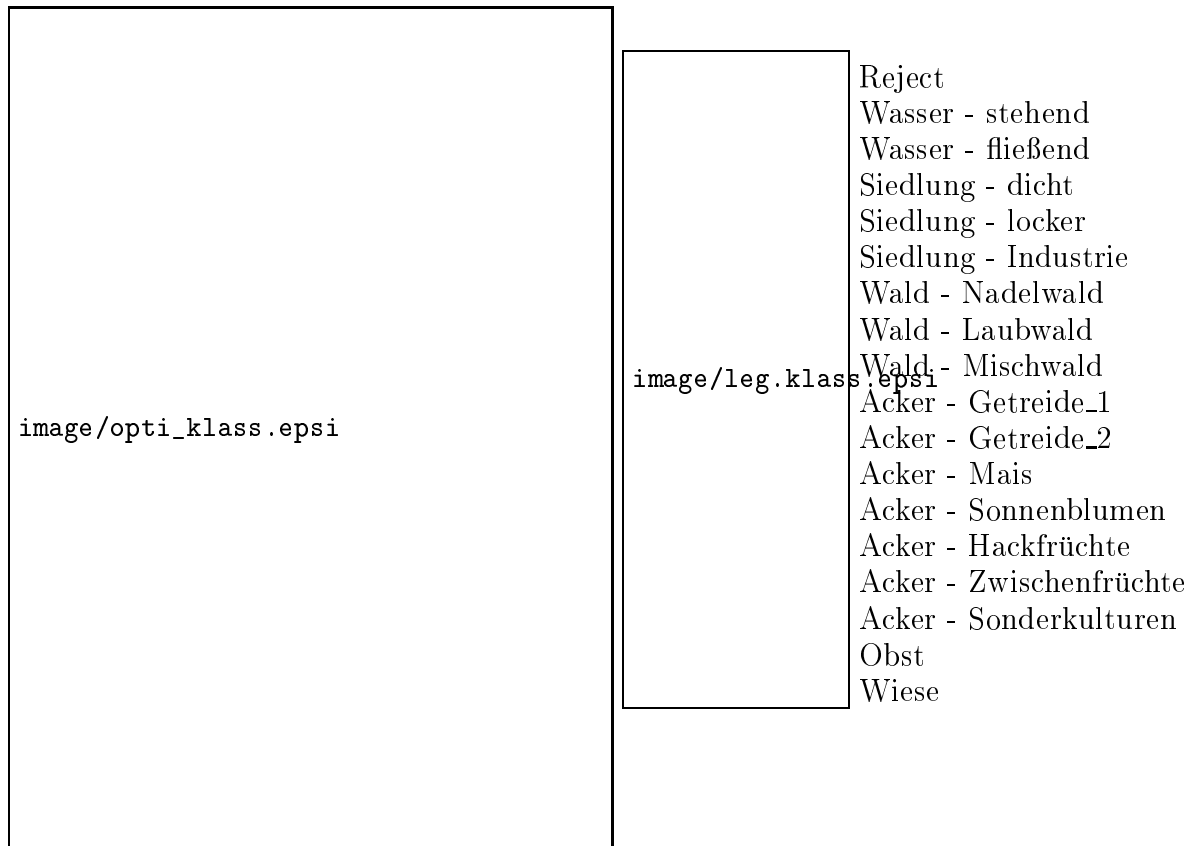 image/opti_klass.epsi
image/leg.klass.epsi
Reject
Wasser - stehend
Wasser - fließend
Siedlung - dicht
Siedlung - locker
Siedlung - Industrie
Wald - Nadelwald
Wald - Laubwald
Wald - Mischwald
Acker - Getreide_1
Acker - Getreide_2
Acker - Mais
Acker - Sonnenblumen
Acker - Hackfrüchte
Acker - Zwischenfrüchte
Acker - Sonderkulturen
Obst
Wiese